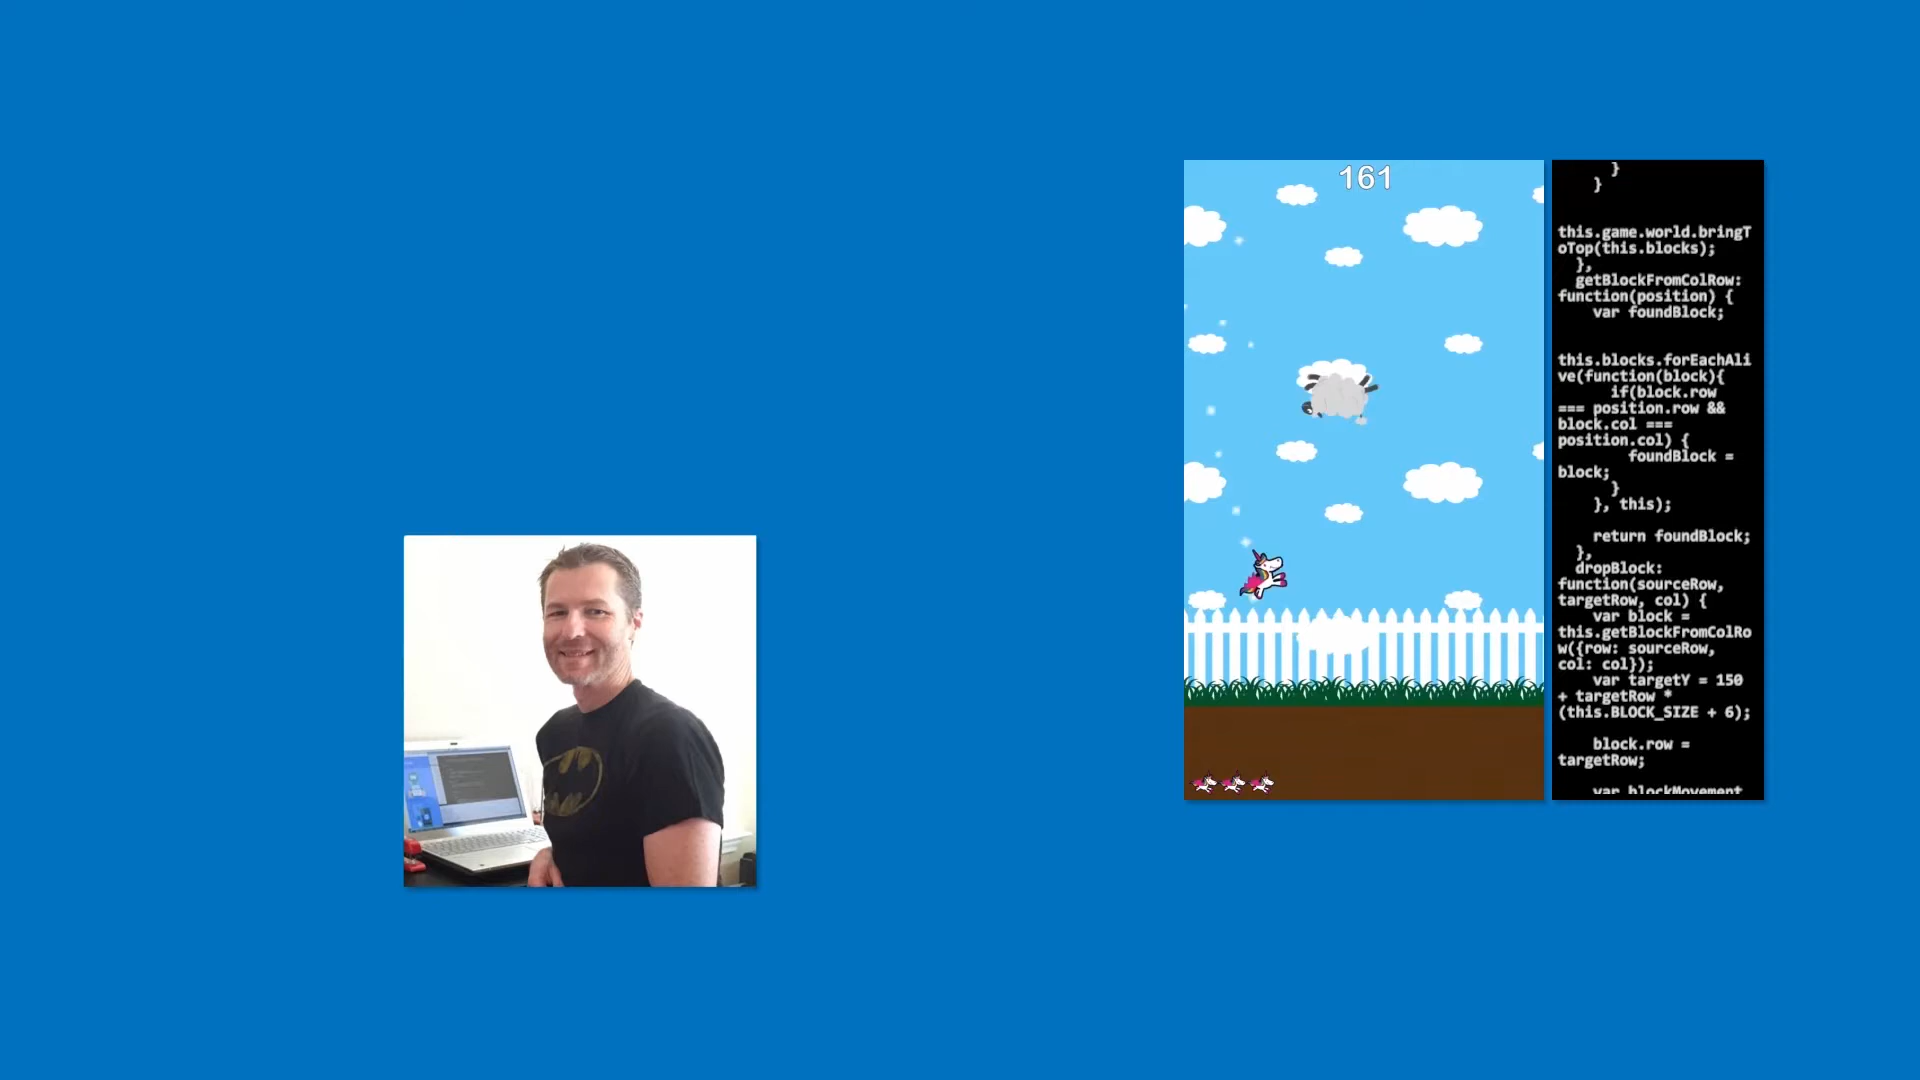 161
}
}
this.game.world.bringT
oTop(this.blocks);
},
getBlockFromColRow:
function(position) {
var foundBlock;
this.blocks.forEachAli
ve(function(block){
if(block.row
=== position.row &&
block.col ===
position.col) {
foundBlock =
block;
}
}, this);
return foundBlock;
},
dropBlock:
function(sourceRow,
targetRow, col) {
var block =
this.getBlockFromColRo
w({row: sourceRow,
col: col});
var targetY = 150
+ targetRow *
(this.BLOCK_SIZE + 6);
block.row =
targetRow;
var blockMovement